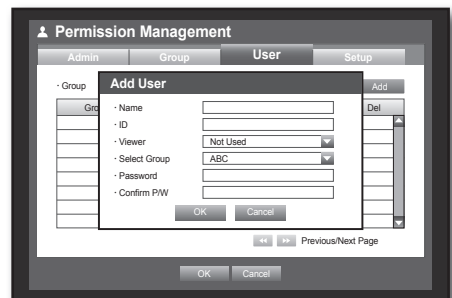 Permission Management
Admin Group User Setup
· Group Add
Add User
Gro Del
· Name
· ID
· Viewer Not Used
· Select Group ABC
· Password
· Confirm P/W
OK Cancel
Previous/Next Page
OK Cancel